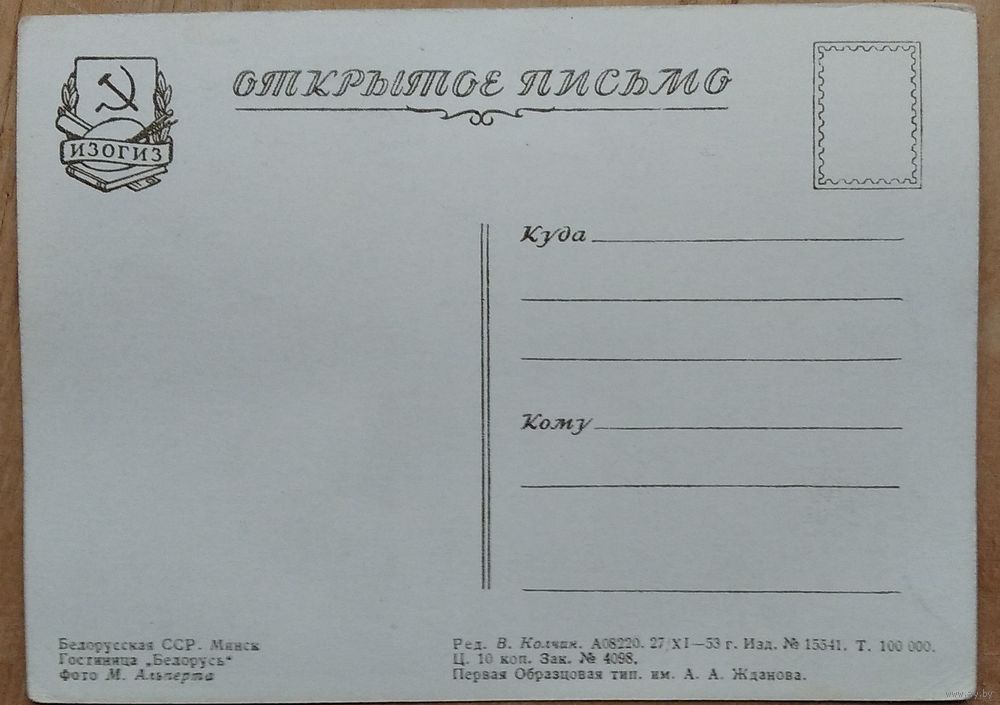 ОТКРЫТОЕ ПИСЬМО
ИЗОГИЗ
Куда
Кому
Белорусская ССР. Минск
Гостиница „Белорусь“
Фото М. Альперта
Ред. В. Колчин. А08220. 27/XI—53 г. Изд. № 15541. Т. 100 000.
Ц. 10 коп. Зак. № 4098.
Первая Образцовая тип. им. А. А. Жданова.